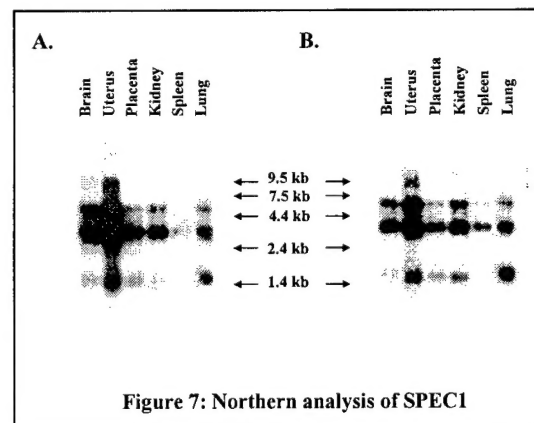 A.
B.
Brain
Uterus
Placenta
Kidney
Spleen
Lung
Brain
Uterus
Placenta
Kidney
Spleen
Lung
9.5 kb
7.5 kb
4.4 kb
2.4 kb
1.4 kb
Figure 7: Northern analysis of SPEC1